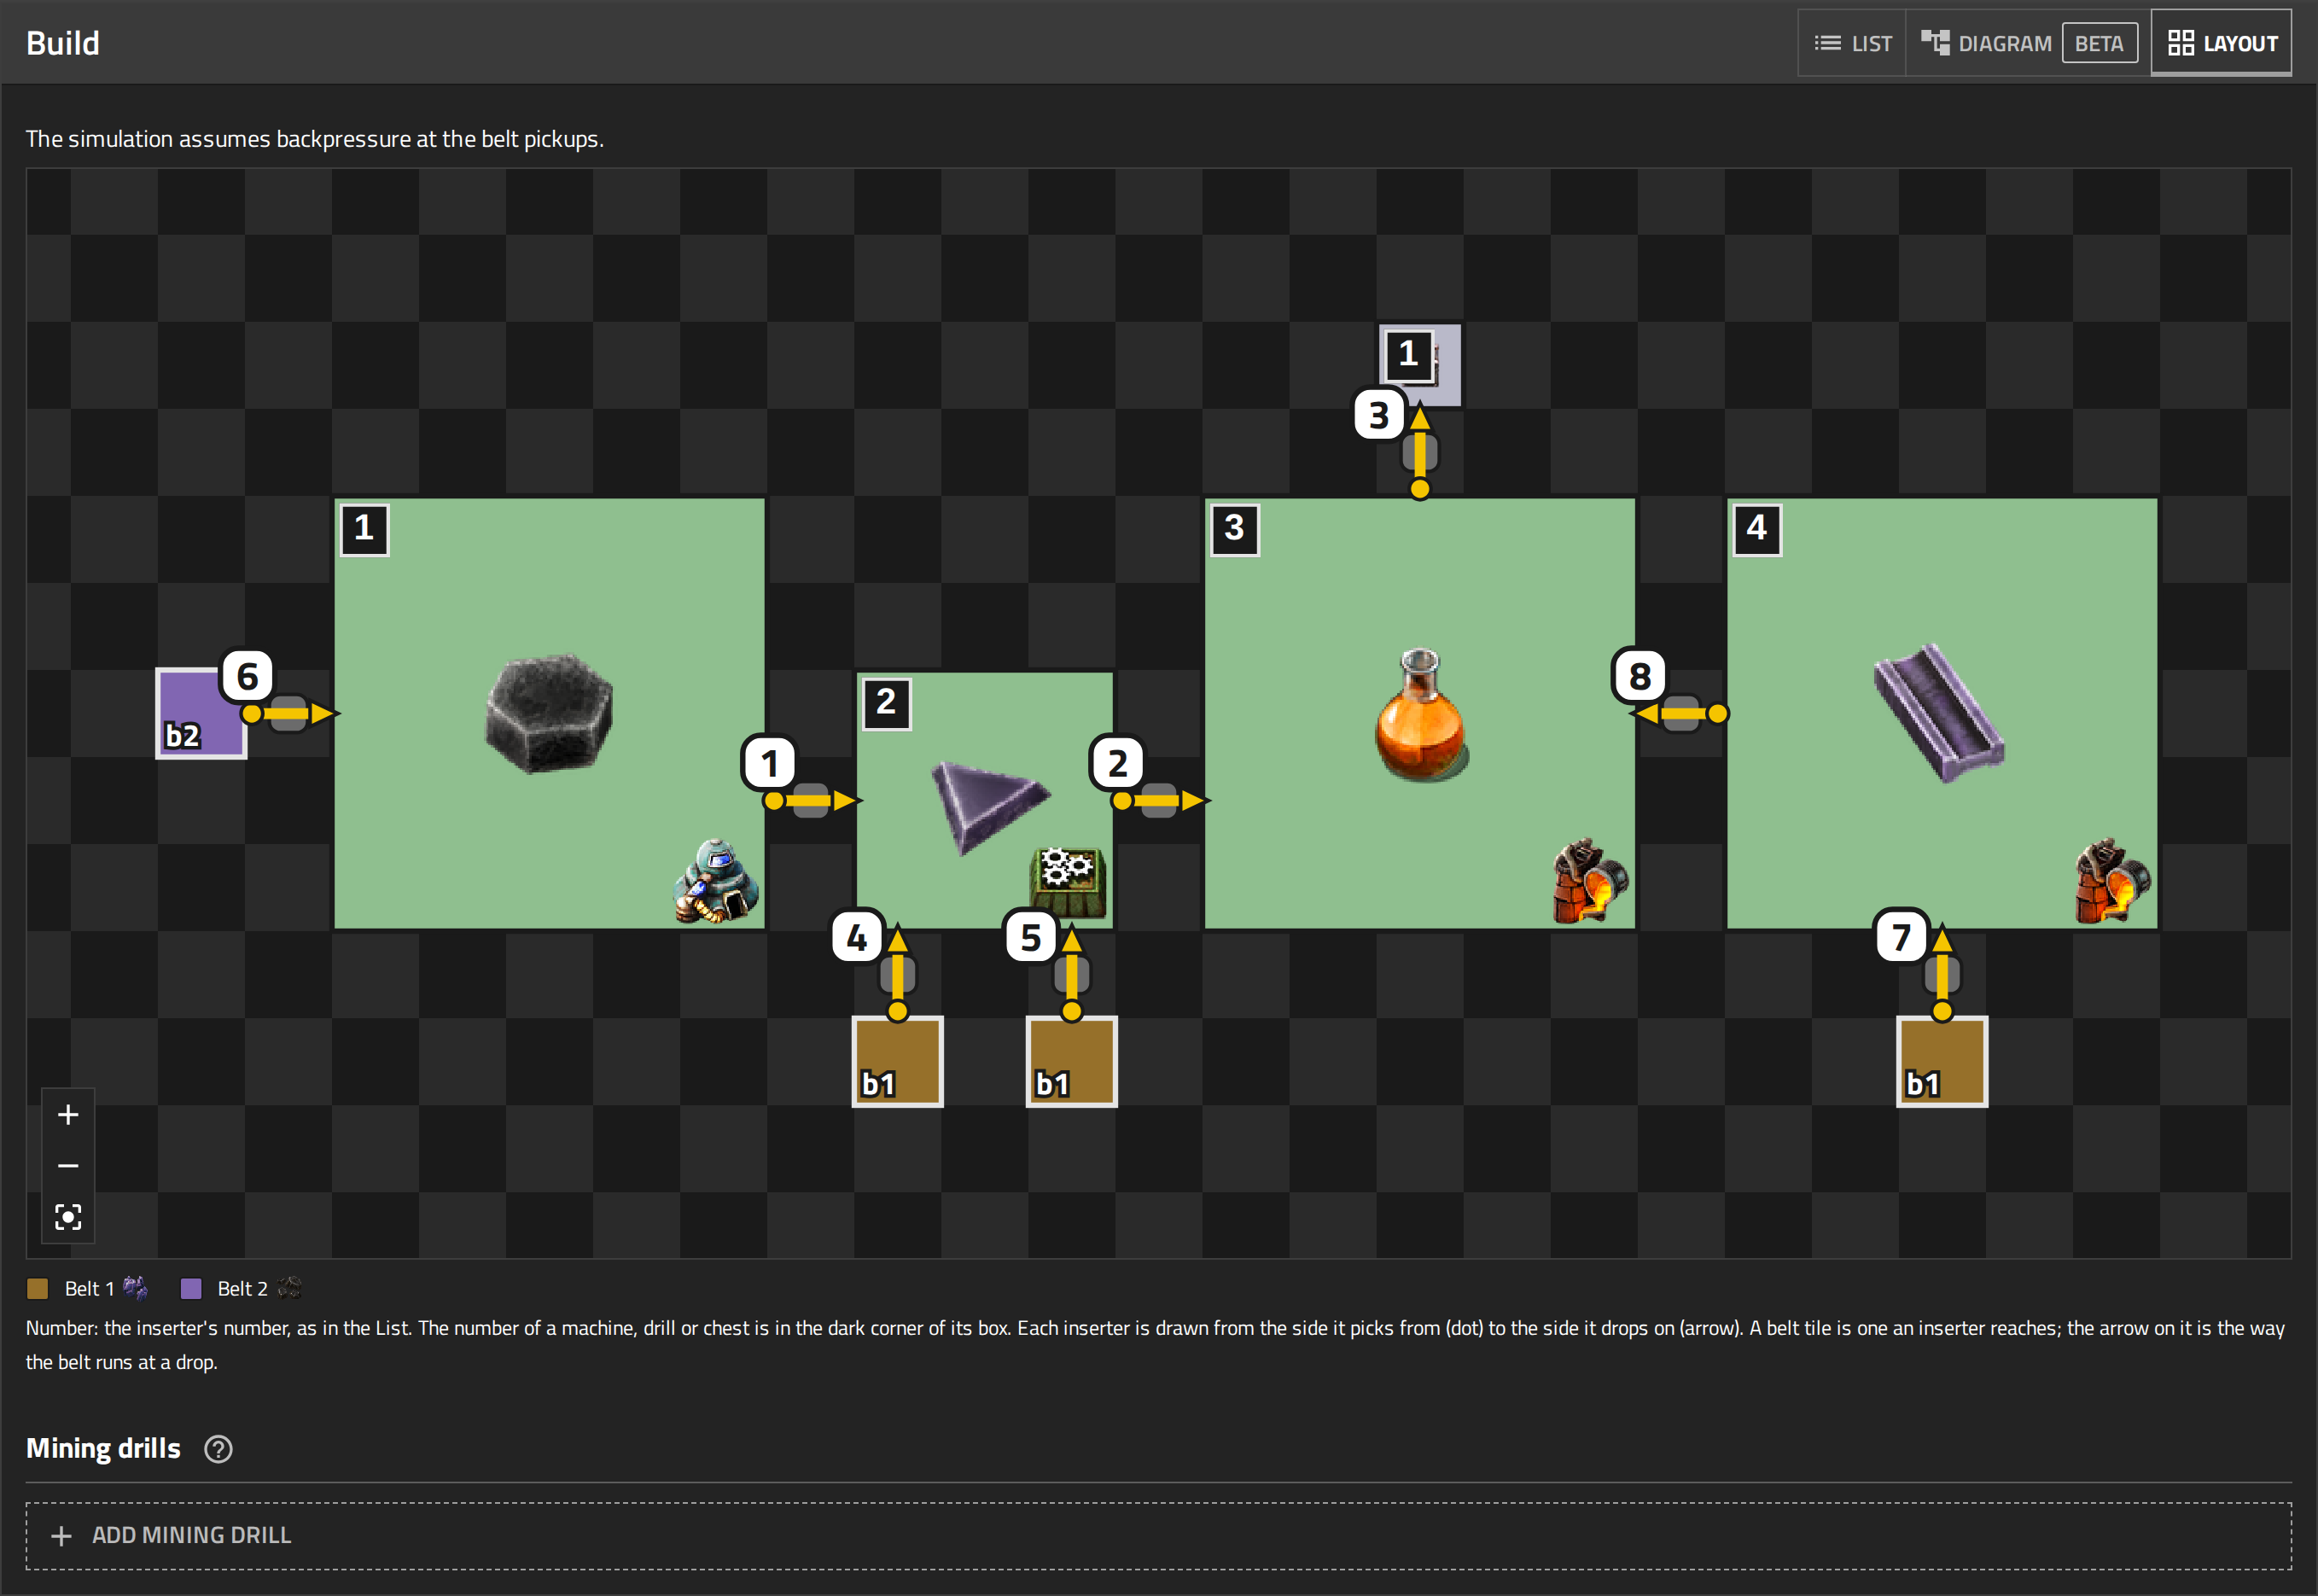 Build
LIST
DIAGRAM
BETA
LAYOUT
The simulation assumes backpressure at the belt pickups.
1
3
1
3
4
6
8
b2
2
1
2
4
5
7
b1
b1
b1
+
−
Belt 1
Belt 2
Number: the inserter's number, as in the List. The number of a machine, drill or chest is in the dark corner of its box. Each inserter is drawn from the side it picks from (dot) to the side it drops on (arrow). A belt tile is one an inserter reaches; the arrow on it is the way
the belt runs at a drop.
Mining drills ?
+ ADD MINING DRILL